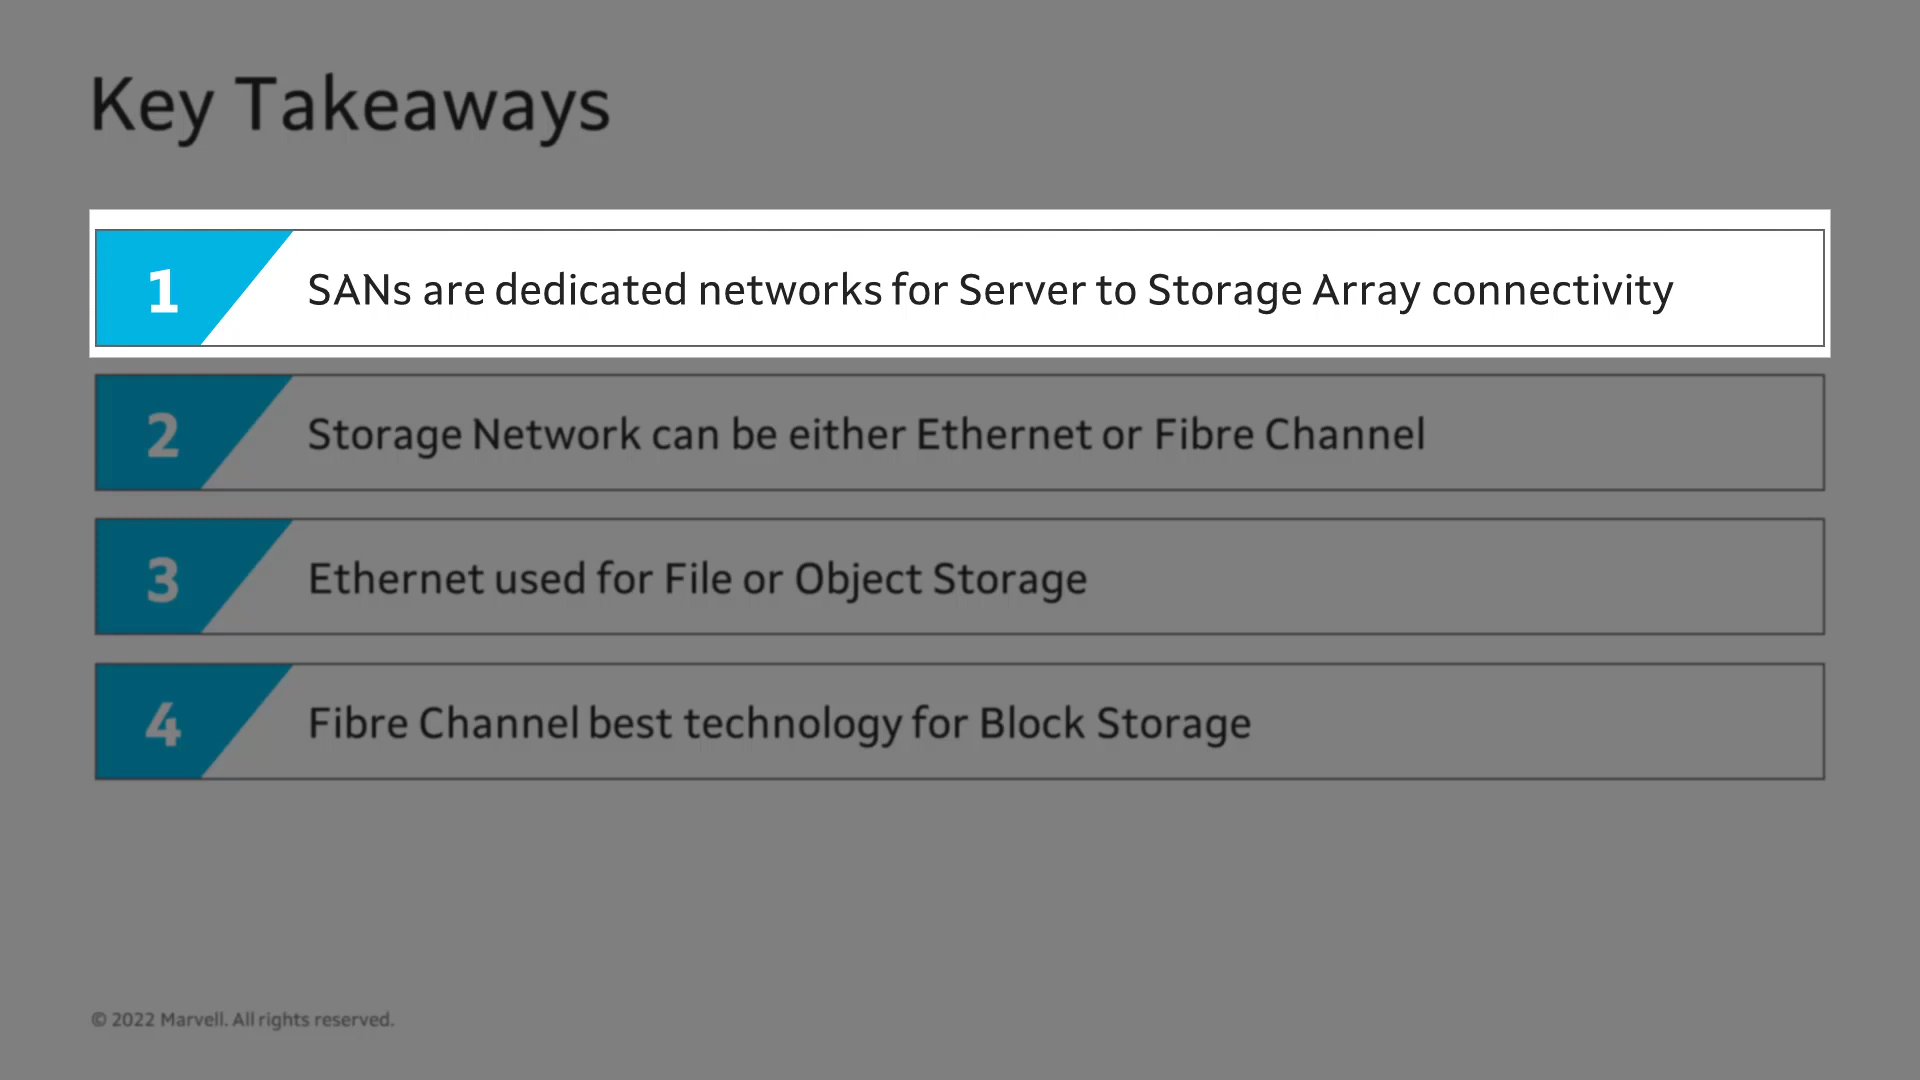 Key Takeaways
1 SANs are dedicated networks for Server to Storage Array connectivity
2 Storage Network can be either Ethernet or Fibre Channel
3 Ethernet used for File or Object Storage
4 Fibre Channel best technology for Block Storage
© 2022 Marvell. All rights reserved.